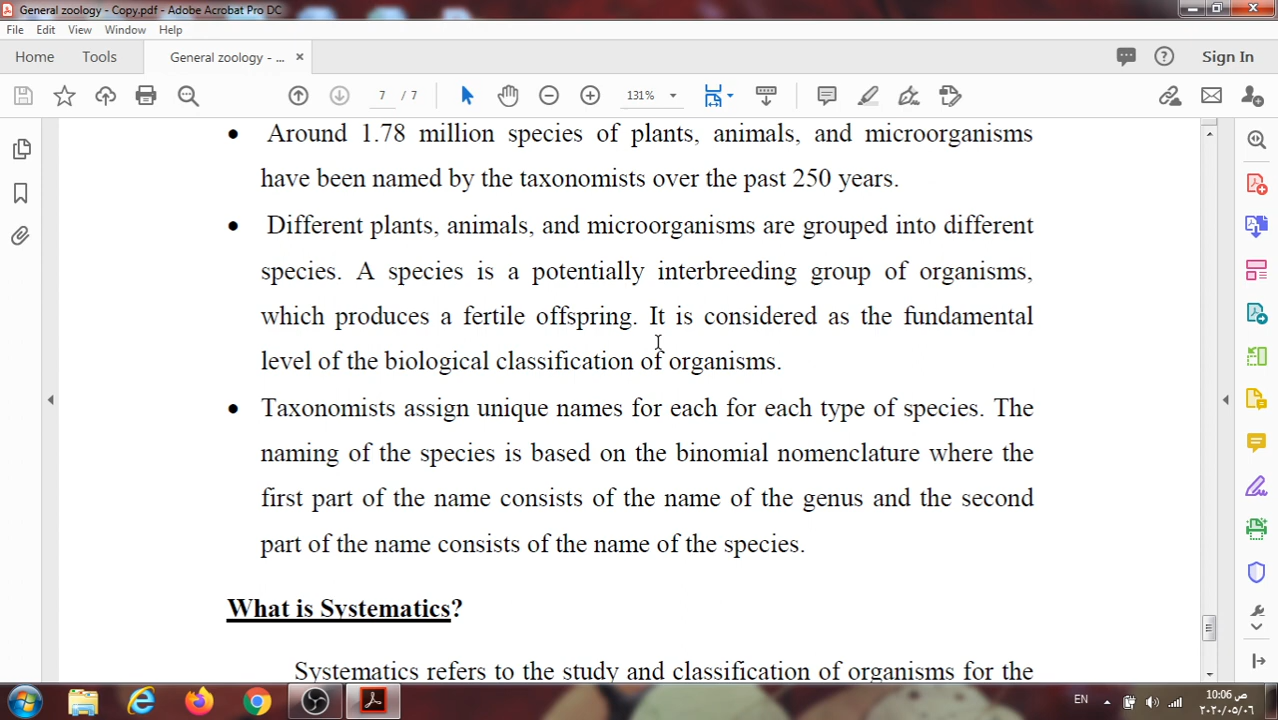 General zoology - Copy.pdf - Adobe Acrobat Pro DC
File Edit View Window Help
Home Tools General zoology - ... × Sign In
7 / 7 131%
• Around 1.78 million species of plants, animals, and microorganisms
have been named by the taxonomists over the past 250 years.
• Different plants, animals, and microorganisms are grouped into different
species. A species is a potentially interbreeding group of organisms,
which produces a fertile offspring. It is considered as the fundamental
level of the biological classification of organisms.
• Taxonomists assign unique names for each for each type of species. The
naming of the species is based on the binomial nomenclature where the
first part of the name consists of the name of the genus and the second
part of the name consists of the name of the species.
What is Systematics?
Systematics refers to the study and classification of organisms for the
EN
10:06 ص
٢٠٢٠/٠٥/٠٦